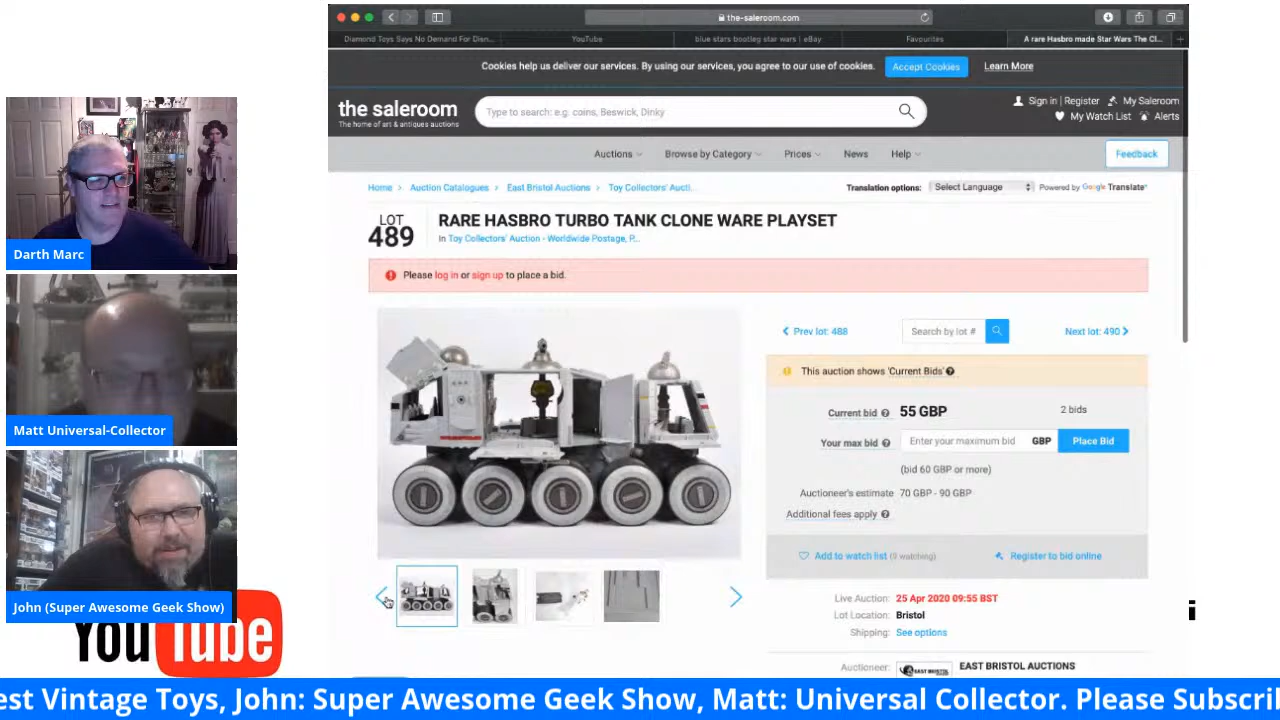 the-saleroom.com
Diamond Toys Says No Demand For Disn...
YouTube
blue stars bootleg star wars | eBay
Favourites
A rare Hasbro made Star Wars The Cl...
Cookies help us deliver our services. By using our services, you agree to our use of cookies.
Accept Cookies
Learn More
the saleroom
The home of art & antiques auctions
Type to search: e.g. coins, Beswick, Dinky
Sign in | Register
My Saleroom
My Watch List
Alerts
Auctions
Browse by Category
Prices
News
Help
Feedback
Home > Auction Catalogues > East Bristol Auctions > Toy Collectors' Aucti...
Translation options:
Select Language
Powered by Google Translate
LOT
489
RARE HASBRO TURBO TANK CLONE WARE PLAYSET
In Toy Collectors' Auction - Worldwide Postage, P...
Please log in or sign up to place a bid.
Prev lot: 488
Search by lot #
Next lot: 490
This auction shows 'Current Bids'
Current bid
55 GBP
2 bids
Your max bid
Enter your maximum bid
GBP
Place Bid
(bid 60 GBP or more)
Auctioneer's estimate
70 GBP - 90 GBP
Additional fees apply
Add to watch list (9 watching)
Register to bid online
Live Auction: 25 Apr 2020 09:55 BST
Lot Location: Bristol
Shipping: See options
Auctioneer:
EAST BRISTOL AUCTIONS
Darth Marc
Matt Universal-Collector
John (Super Awesome Geek Show)
YouTube
i
est Vintage Toys, John: Super Awesome Geek Show, Matt: Universal Collector. Please Subscri